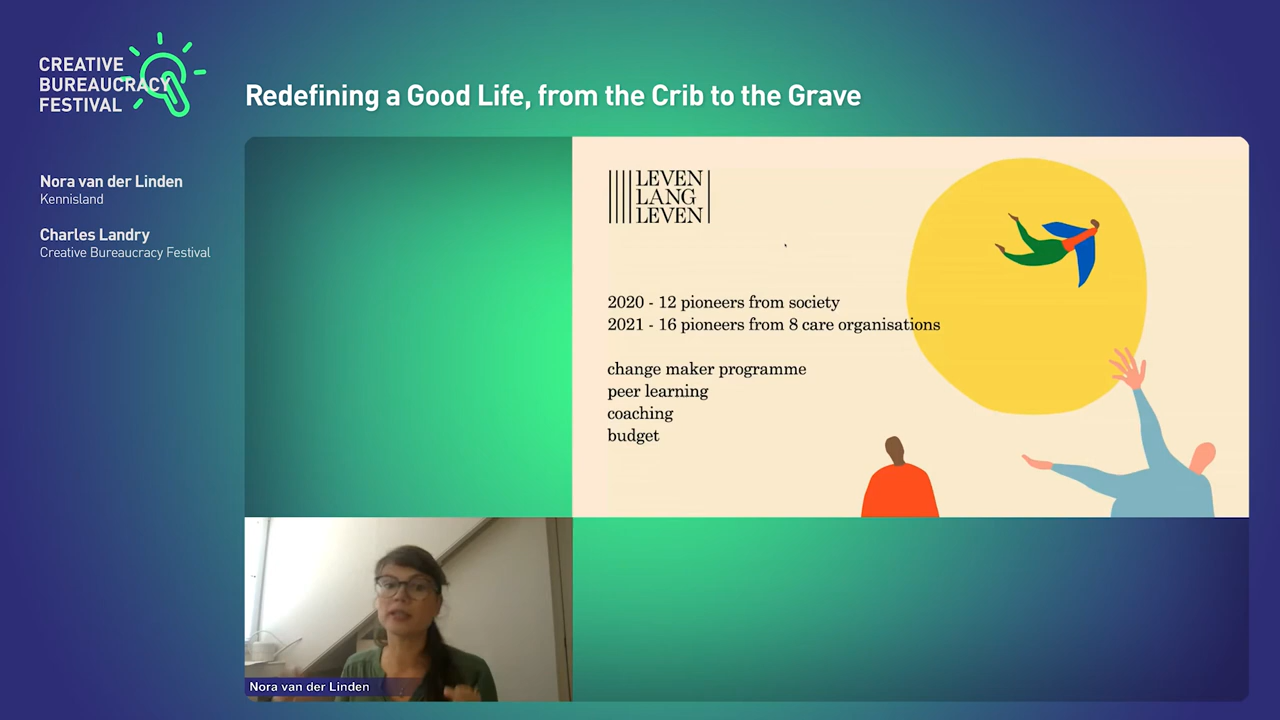 CREATIVE
BUREAUCRACY
FESTIVAL
Redefining a Good Life, from the Crib to the Grave
Nora van der Linden
Kennisland
Charles Landry
Creative Bureaucracy Festival
LEVEN
LANG
LEVEN
2020 - 12 pioneers from society
2021 - 16 pioneers from 8 care organisations
change maker programme
peer learning
coaching
budget
Nora van der Linden